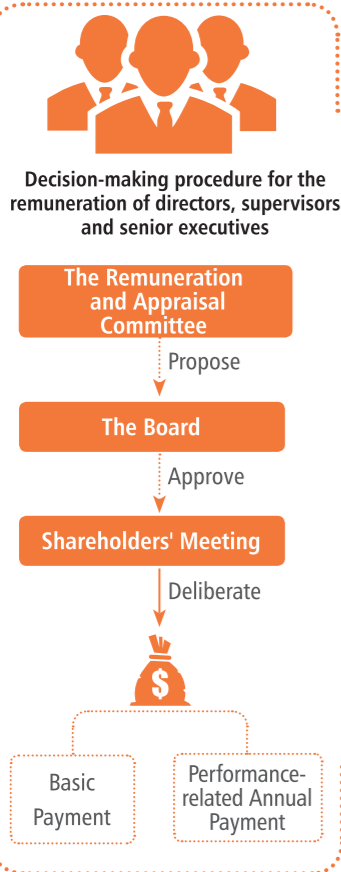 Decision-making procedure for the
remuneration of directors, supervisors
and senior executives
The Remuneration
and Appraisal
Committee
Propose
The Board
Approve
Shareholders' Meeting
Deliberate
$
Basic
Payment
Performance-
related Annual
Payment